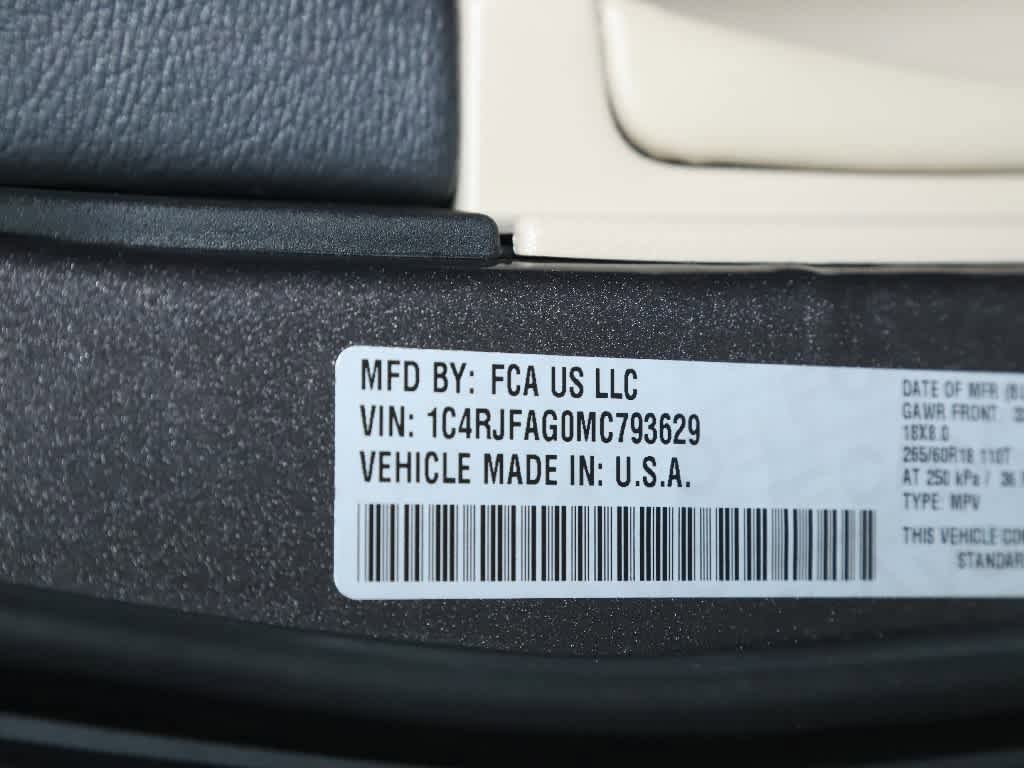 MFD BY: FCA US LLC
VIN: 1C4RJFAG0MC793629
VEHICLE MADE IN: U.S.A.
DATE OF MFR
GAWR FRONT:
18X8.0
265/60R18 110T
AT 250 kPa / 36
TYPE: MPV
THIS VEHICLE